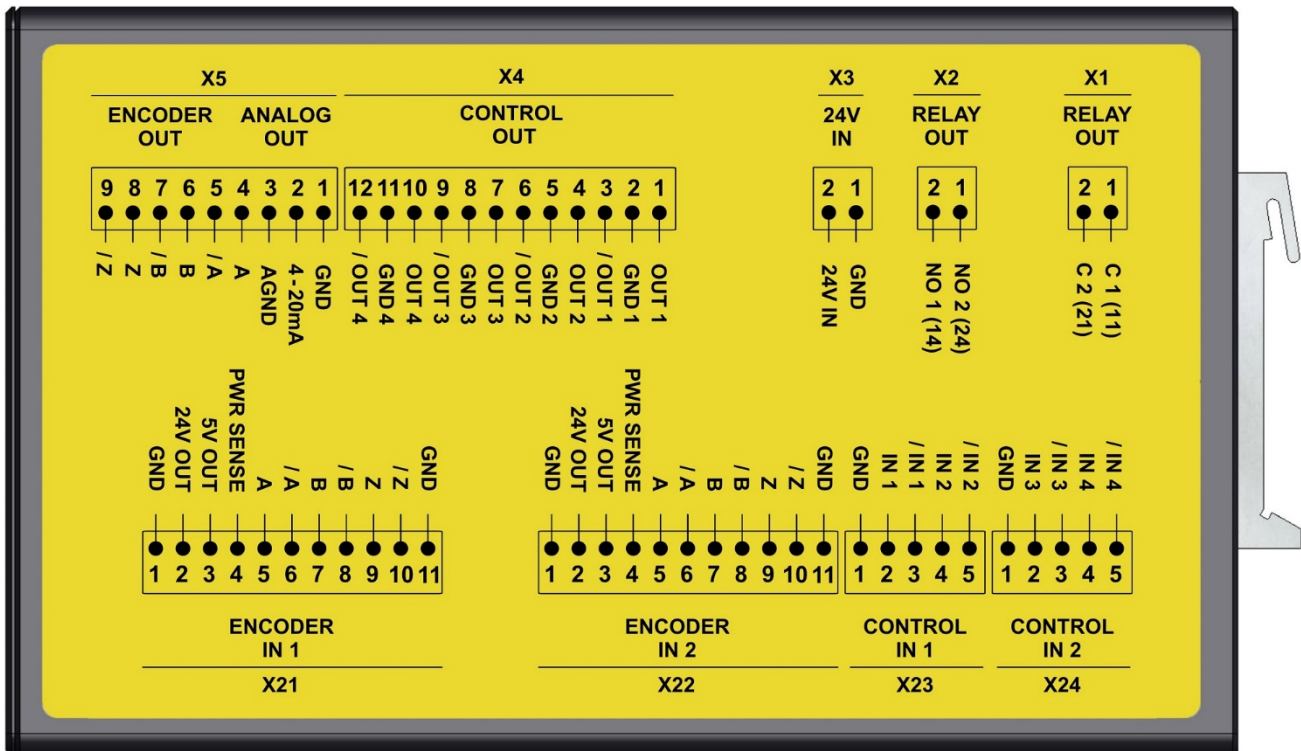 X5 X4 X3 X2 X1
ENCODER OUT
ANALOG OUT
CONTROL OUT
24V IN
RELAY OUT
RELAY OUT
9 8 7 6 5 4 3 2 1
12 11 10 9 8 7 6 5 4 3 2 1
2 1
2 1
2 1
/ Z
Z
/ B
B
/ A
A
AGND
4 - 20mA
GND
/ OUT 4
GND 4
OUT 4
/ OUT 3
GND 3
OUT 3
/ OUT 2
GND 2
OUT 2
/ OUT 1
GND 1
OUT 1
24V IN
GND
NO 1 (14)
NO 2 (24)
C 2 (21)
C 1 (11)
GND
24V OUT
5V OUT
PWR SENSE
A
/ A
B
/ B
Z
/ Z
GND
GND
24V OUT
5V OUT
PWR SENSE
A
/ A
B
/ B
Z
/ Z
GND
GND
IN 1
/ IN 1
IN 2
/ IN 2
GND
IN 3
/ IN 3
IN 4
/ IN 4
1 2 3 4 5 6 7 8 9 10 11
1 2 3 4 5 6 7 8 9 10 11
1 2 3 4 5
1 2 3 4 5
ENCODER
IN 1
ENCODER
IN 2
CONTROL
IN 1
CONTROL
IN 2
X21 X22 X23 X24